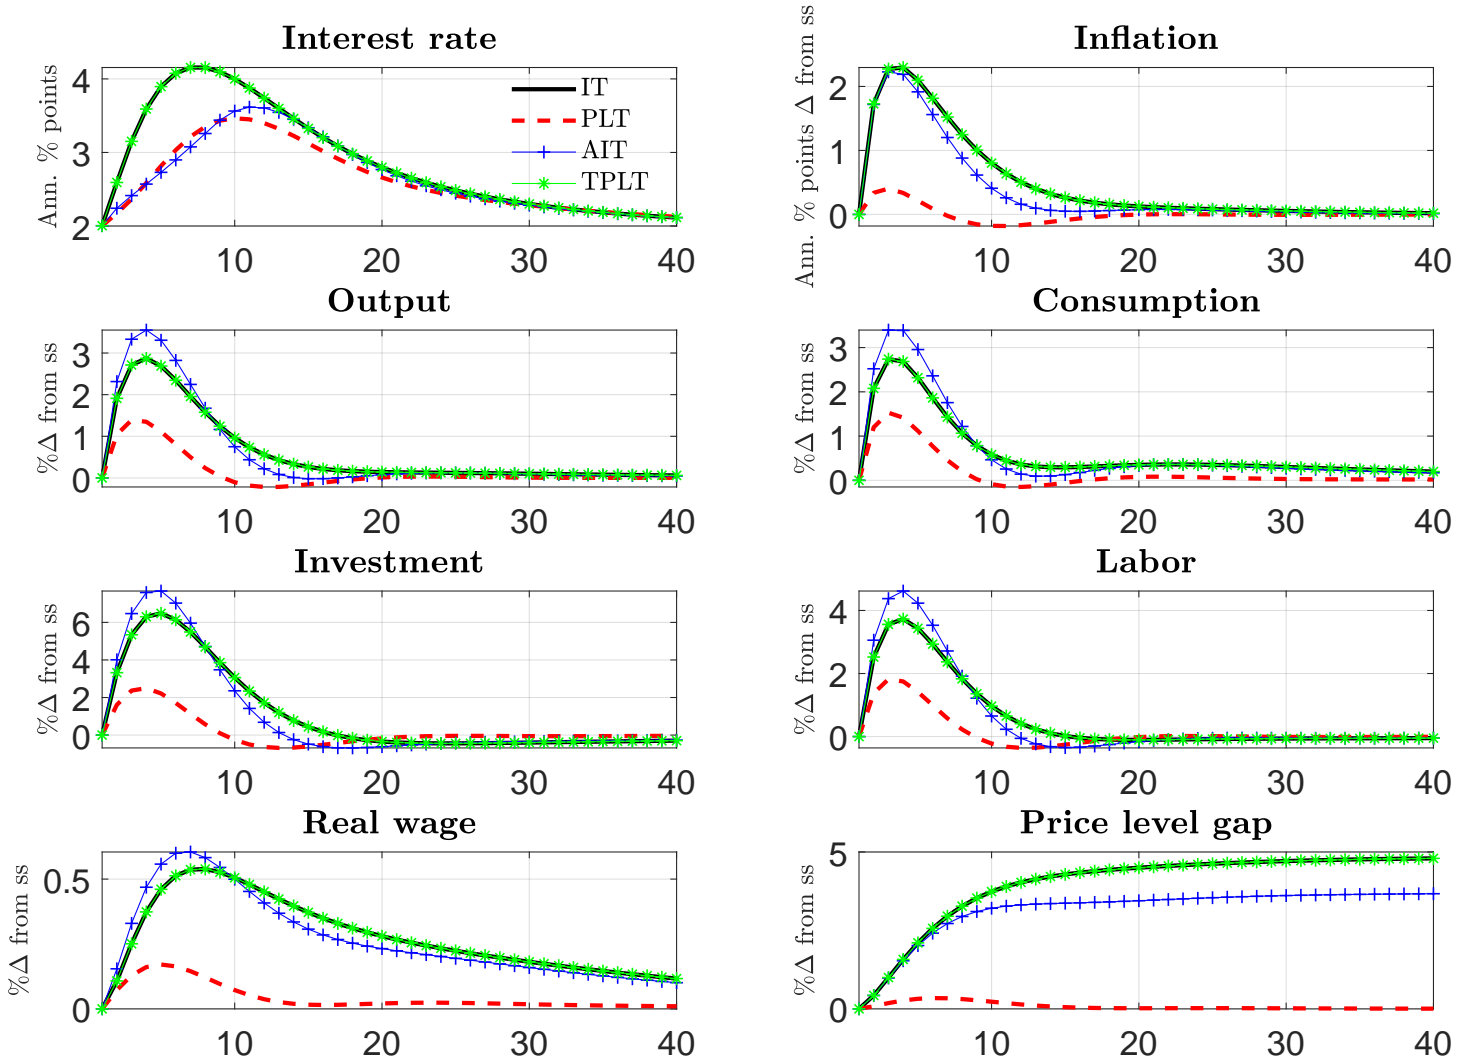 Interest rate
Ann. % points
4
3
2
10
20
30
40
IT
PLT
AIT
TPLT
Inflation
Ann. % points Δ from ss
2
1
0
10
20
30
40
Output
%Δ from ss
3
2
1
0
10
20
30
40
Consumption
%Δ from ss
3
2
1
0
10
20
30
40
Investment
%Δ from ss
6
4
2
0
10
20
30
40
Labor
%Δ from ss
4
2
0
10
20
30
40
Real wage
%Δ from ss
0.5
0
10
20
30
40
Price level gap
%Δ from ss
5
0
10
20
30
40